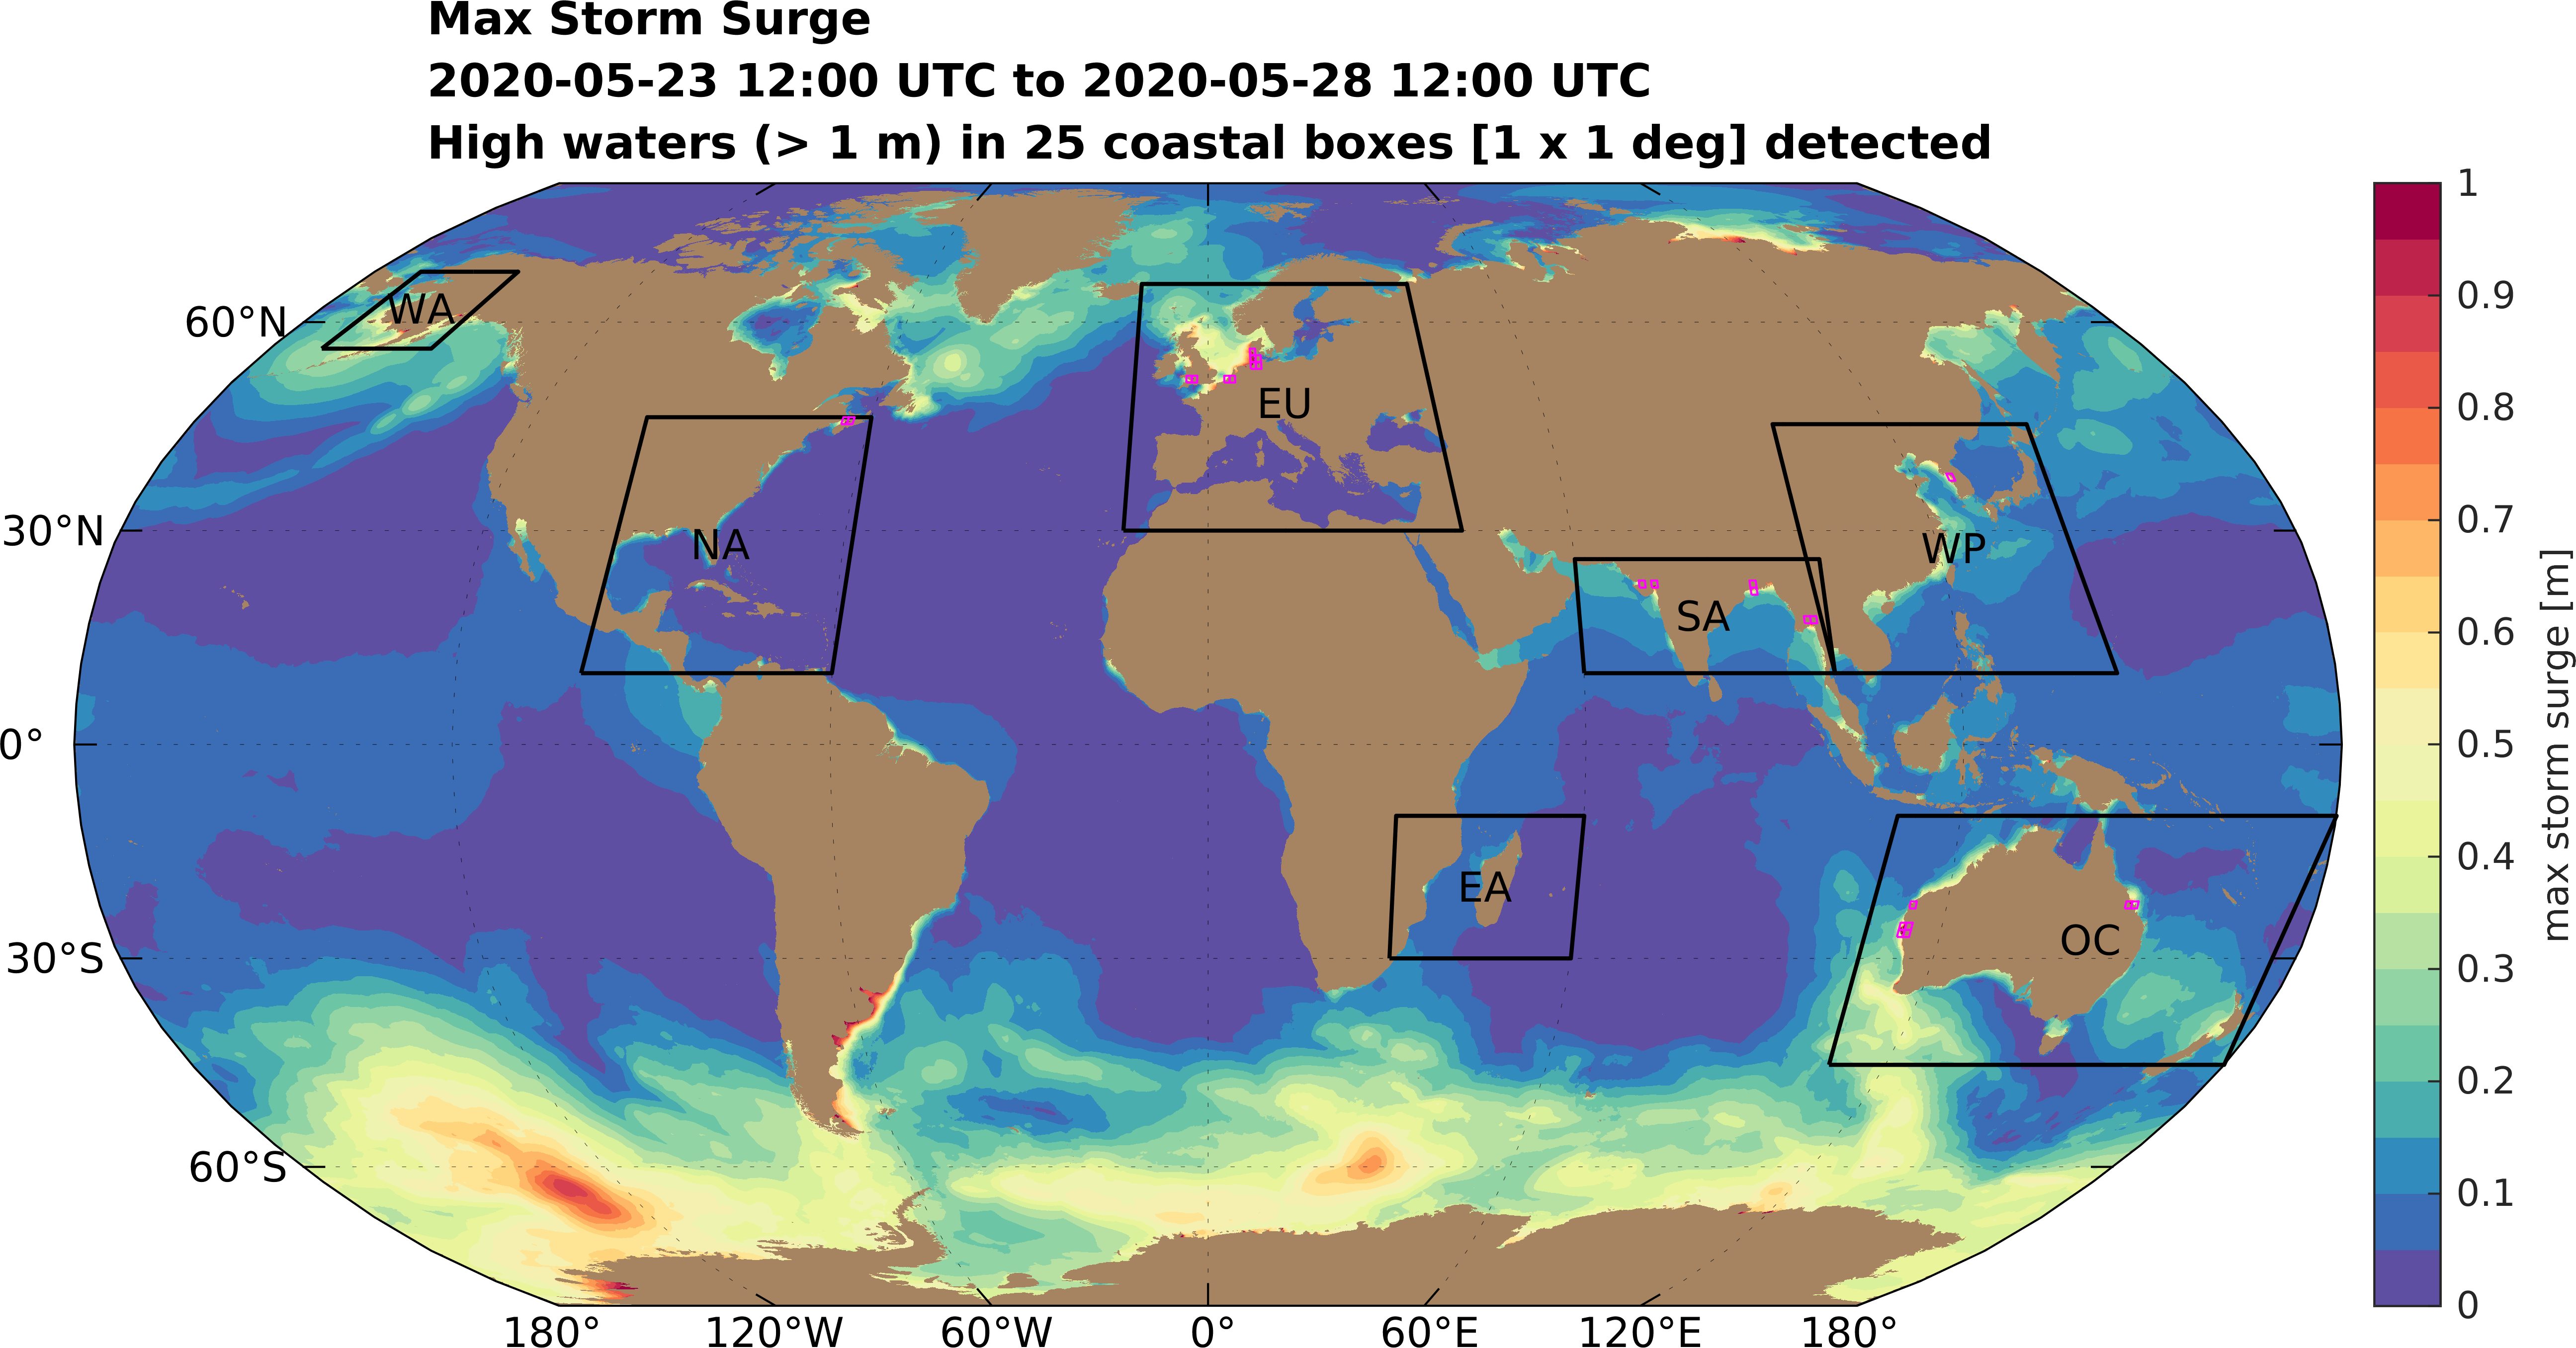 Max Storm Surge
2020-05-23 12:00 UTC to 2020-05-28 12:00 UTC
High waters (> 1 m) in 25 coastal boxes [1 x 1 deg] detected
60°N
30°N
0°
30°S
60°S
WA
NA
EU
SA
WP
EA
OC
180°
120°W
60°W
0°
60°E
120°E
180°
1
0.9
0.8
0.7
0.6
0.5
0.4
0.3
0.2
0.1
0
max storm surge [m]